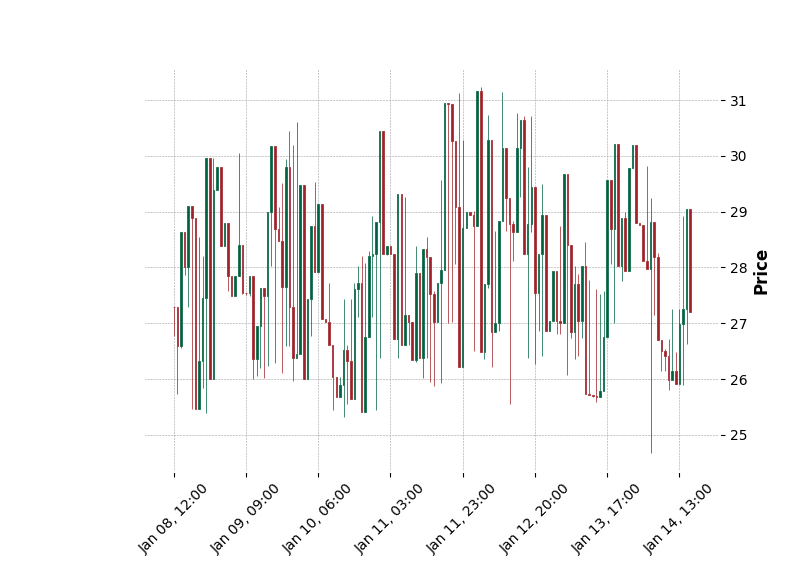 31
30
29
28
27
26
25
Price
Jan 08, 12:00
Jan 09, 09:00
Jan 10, 06:00
Jan 11, 03:00
Jan 11, 23:00
Jan 12, 20:00
Jan 13, 17:00
Jan 14, 13:00